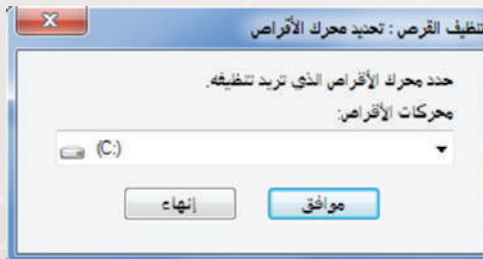 تنظيف القرص : تحديد محرك الأقراص
حدد محرك الأقراص الذي تريد تنظيفه.
محركات الأقراص:
(C:)
موافق
إنهاء